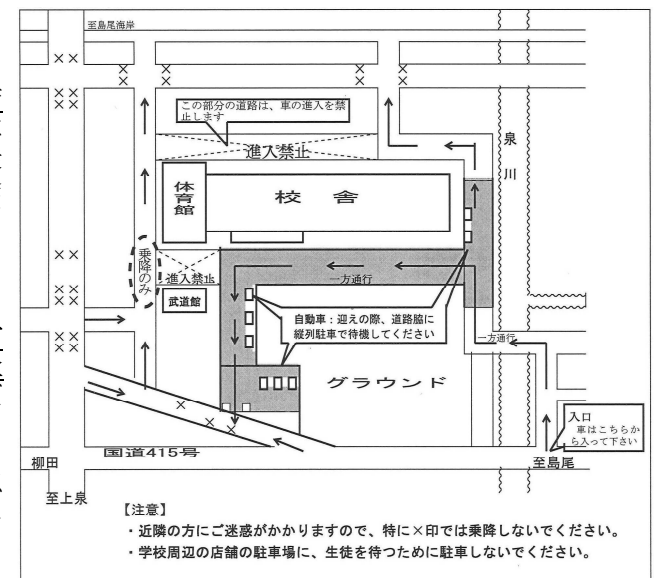 至島尾海岸
この部分の道路は、車の進入を禁
止します
進入禁止
泉川
体育館
校舎
乗降のみ
進入禁止
一方通行
武道館
自動車：迎えの際、道路脇に
縦列駐車で待機してください
一方通行
グラウンド
入口
車はこちらか
ら入って下さい
国道415号
柳田
至島尾
至上泉
【注意】
・近隣の方にご迷惑がかかりますので、特に×印では乗降しないでください。
・学校周辺の店舗の駐車場に、生徒を待つために駐車しないでください。